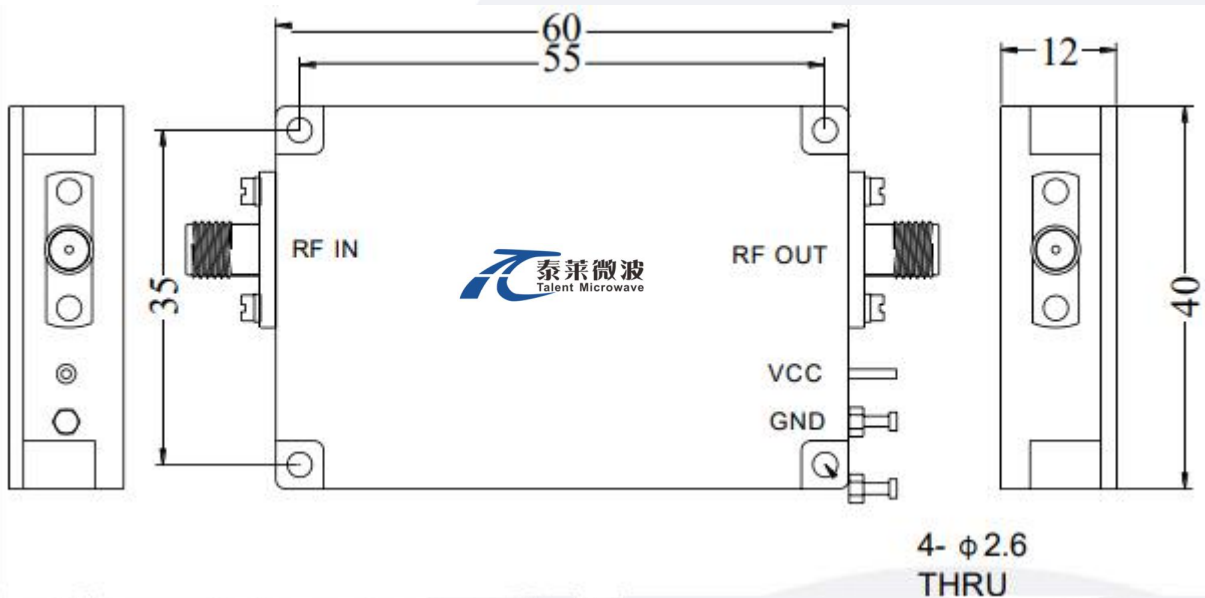 60
55
12
35
RF IN
泰莱微波
Talent Microwave
RF OUT
40
VCC
GND
4- ϕ2.6
THRU